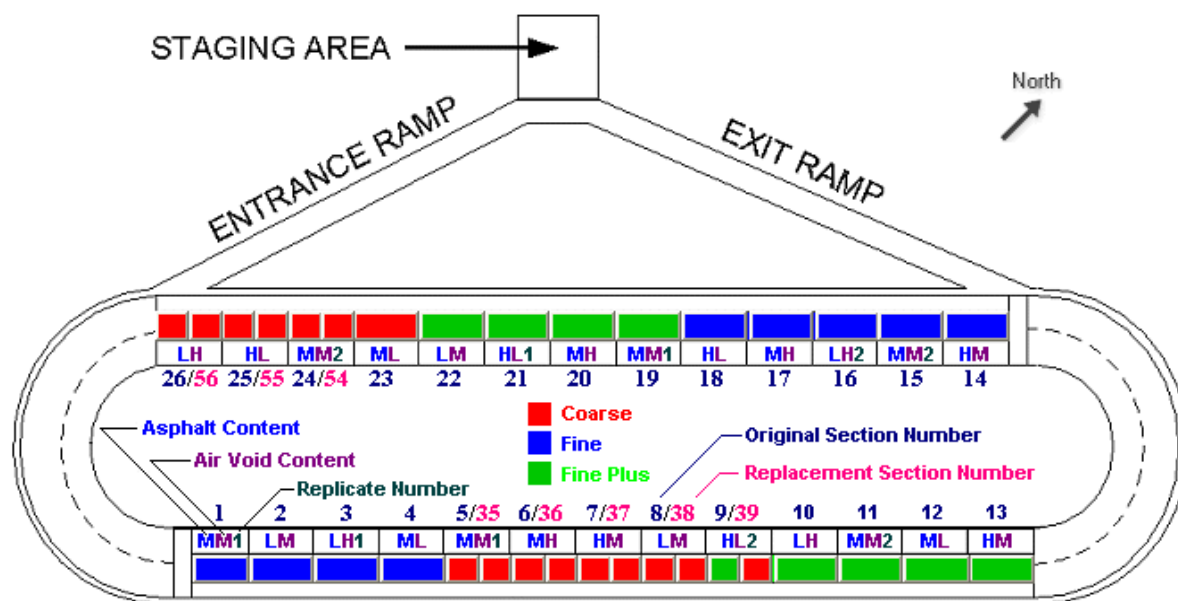 STAGING AREA
North
ENTRANCE RAMP
EXIT RAMP
LH HL MM2 ML LM HL1 MH MM1 HL MH LH2 MM2 HM
26/56 25/55 24/54 23 22 21 20 19 18 17 16 15 14
Coarse
Asphalt Content
Fine
Original Section Number
Air Void Content
Fine Plus
Replacement Section Number
Replicate Number
1 2 3 4 5/35 6/36 7/37 8/38 9/39 10 11 12 13
MM1 LM LH1 ML MM1 MH HM LM HL2 LH MM2 ML HM